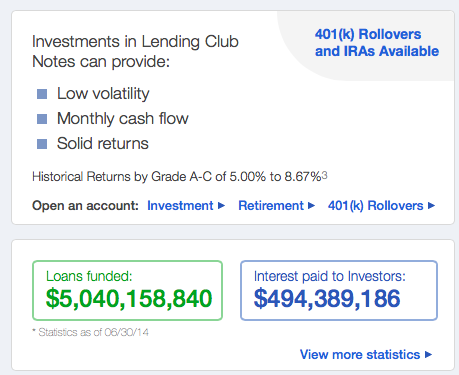 401(k) Rollovers
and IRAs Available
Investments in Lending Club
Notes can provide:
Low volatility
Monthly cash flow
Solid returns
Historical Returns by Grade A-C of 5.00% to 8.67%3
Open an account: Investment Retirement 401(k) Rollovers
Loans funded: Interest paid to Investors:
$5,040,158,840 $494,389,186
* Statistics as of 06/30/14
View more statistics